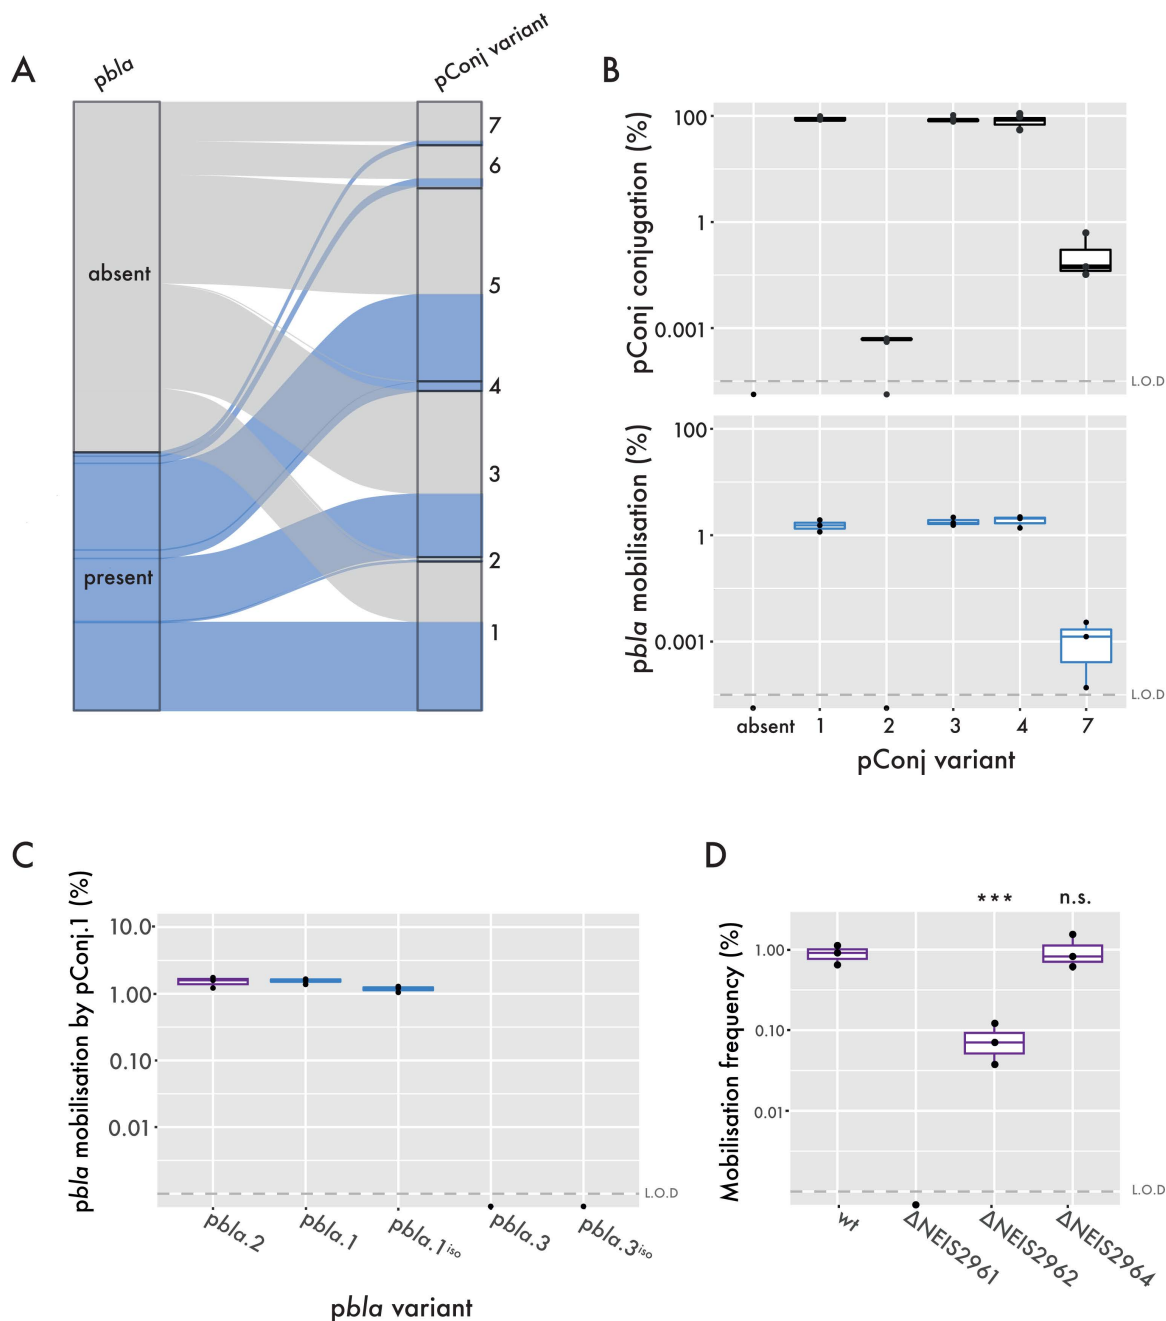 A
pbla
pConj variant
absent
present
7
6
5
4
3
2
1
B
pConj conjugation (%)
100
1
0.001
L.O.D
pbla mobilisation (%)
100
1
0.001
L.O.D
absent 1 2 3 4 7
pConj variant
C
pbla mobilisation by pConj.1 (%)
10.0
1.00
0.10
0.01
L.O.D
pbla.2 pbla.1 pbla.1iso pbla.3 pbla.3iso
pbla variant
D
*** n.s.
Mobilisation frequency (%)
1.00
0.10
0.01
L.O.D
wt ΔNEIS2961 ΔNEIS2962 ΔNEIS2964